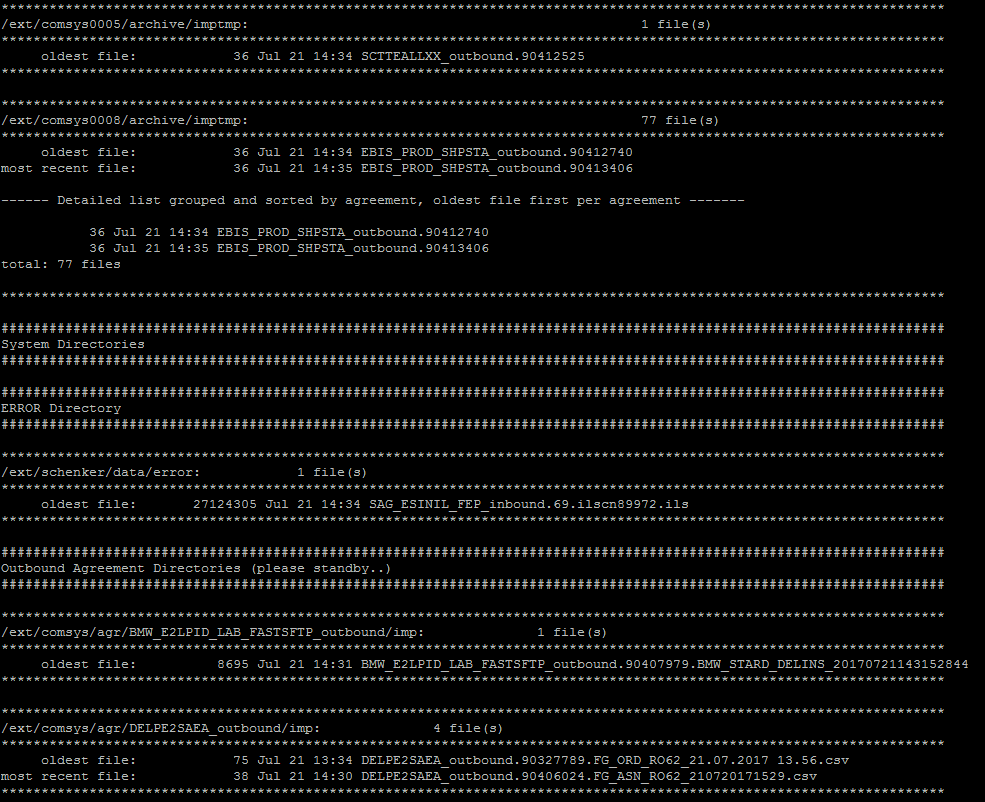 **********************************************************************************************************************
/ext/comsys0005/archive/imptmp:                                                 1 file(s)
**********************************************************************************************************************
     oldest file:            36 Jul 21 14:34 SCTTEALLXX_outbound.90412525
**********************************************************************************************************************

**********************************************************************************************************************
/ext/comsys0008/archive/imptmp:                                                 77 file(s)
**********************************************************************************************************************
     oldest file:            36 Jul 21 14:34 EBIS_PROD_SHPSTA_outbound.90412740
most recent file:            36 Jul 21 14:35 EBIS_PROD_SHPSTA_outbound.90413406

------ Detailed list grouped and sorted by agreement, oldest file first per agreement -------

           36 Jul 21 14:34 EBIS_PROD_SHPSTA_outbound.90412740
           36 Jul 21 14:35 EBIS_PROD_SHPSTA_outbound.90413406
total: 77 files

**********************************************************************************************************************

######################################################################################################################
System Directories
######################################################################################################################

######################################################################################################################
ERROR Directory
######################################################################################################################

**********************************************************************************************************************
/ext/schenker/data/error:            1 file(s)
**********************************************************************************************************************
     oldest file:       27124305 Jul 21 14:34 SAG_ESINIL_FEP_inbound.69.ilscn89972.ils
**********************************************************************************************************************

######################################################################################################################
Outbound Agreement Directories (please standby..)
######################################################################################################################

**********************************************************************************************************************
/ext/comsys/agr/BMW_E2LPID_LAB_FASTSFTP_outbound/imp:              1 file(s)
**********************************************************************************************************************
     oldest file:          8695 Jul 21 14:31 BMW_E2LPID_LAB_FASTSFTP_outbound.90407979.BMW_STARD_DELINS_20170721143152844
**********************************************************************************************************************

**********************************************************************************************************************
/ext/comsys/agr/DELPE2SAEA_outbound/imp:              4 file(s)
**********************************************************************************************************************
     oldest file:            75 Jul 21 13:34 DELPE2SAEA_outbound.90327789.FG_ORD_RO62_21.07.2017 13.56.csv
most recent file:            38 Jul 21 14:30 DELPE2SAEA_outbound.90406024.FG_ASN_RO62_210720171529.csv
**********************************************************************************************************************